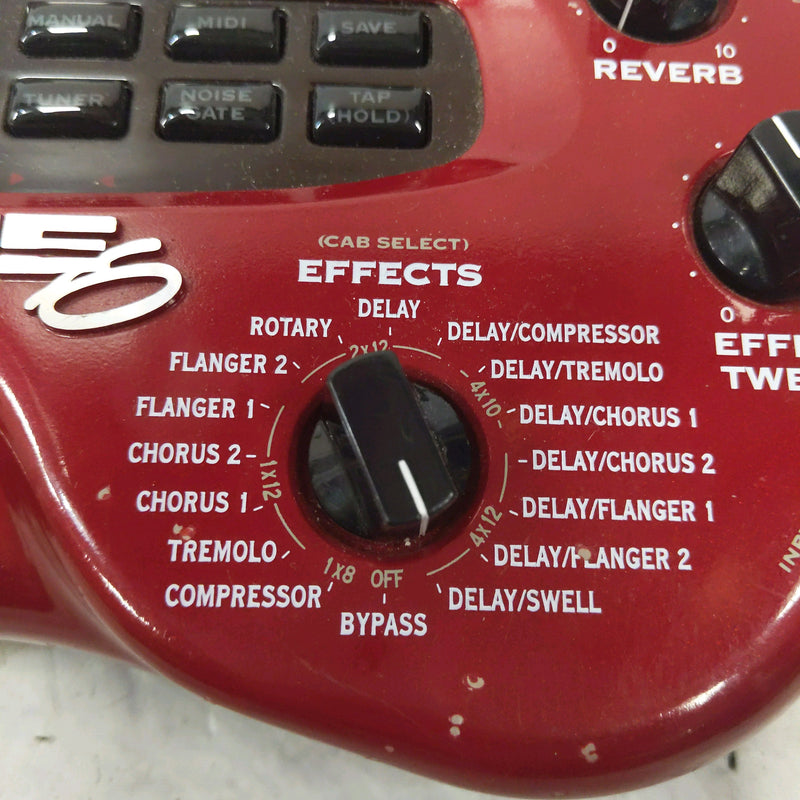 MANUAL
MIDI
SAVE
TUNER
NOISE
GATE
TAP
(HOLD)
0
10
REVERB
(CAB SELECT)
EFFECTS
DELAY
ROTARY
DELAY/COMPRESSOR
FLANGER 2
2X12
DELAY/TREMOLO
4X10
FLANGER 1
DELAY/CHORUS 1
CHORUS 2
DELAY/CHORUS 2
1X12
CHORUS 1
DELAY/FLANGER 1
4X12
TREMOLO
DELAY/FLANGER 2
1X8
OFF
COMPRESSOR
DELAY/SWELL
BYPASS
0